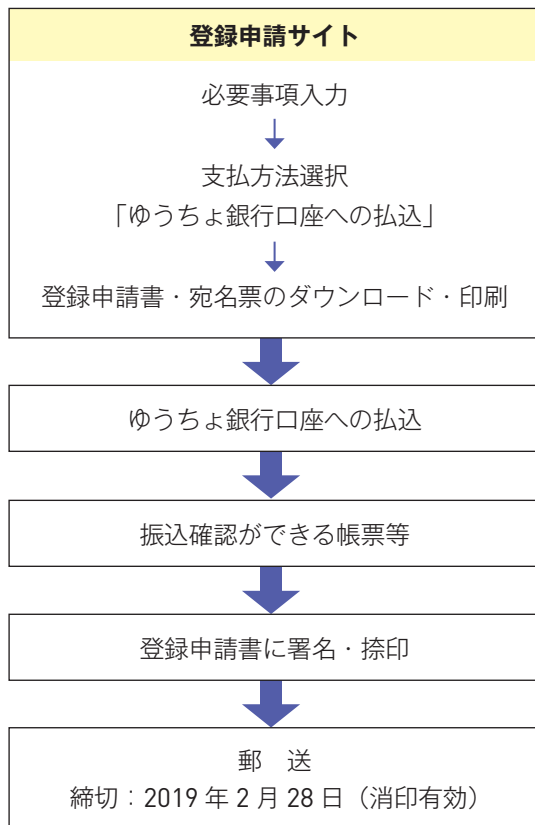 登録申請サイト
必要事項入力
支払方法選択
「ゆうちょ銀行口座への払込」
登録申請書・宛名票のダウンロード・印刷
ゆうちょ銀行口座への払込
振込確認ができる帳票等
登録申請書に署名・捺印
郵　送
締切：2019 年 2 月 28 日（消印有効）